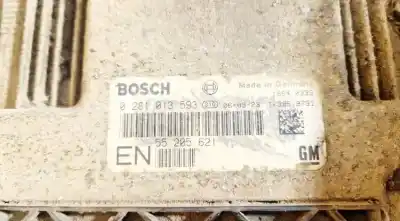 BOSCH
Made in Germany
0 281 013 593
55 205 621
EN
GM